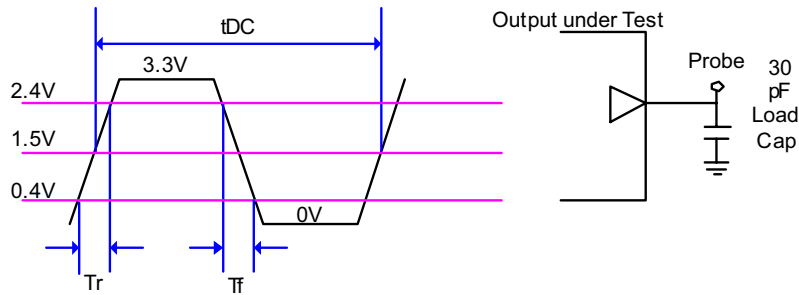 tDC
3.3V
2.4V
1.5V
0.4V
0V
Tr
Tf
Output under Test
Probe
30
pF
Load
Cap